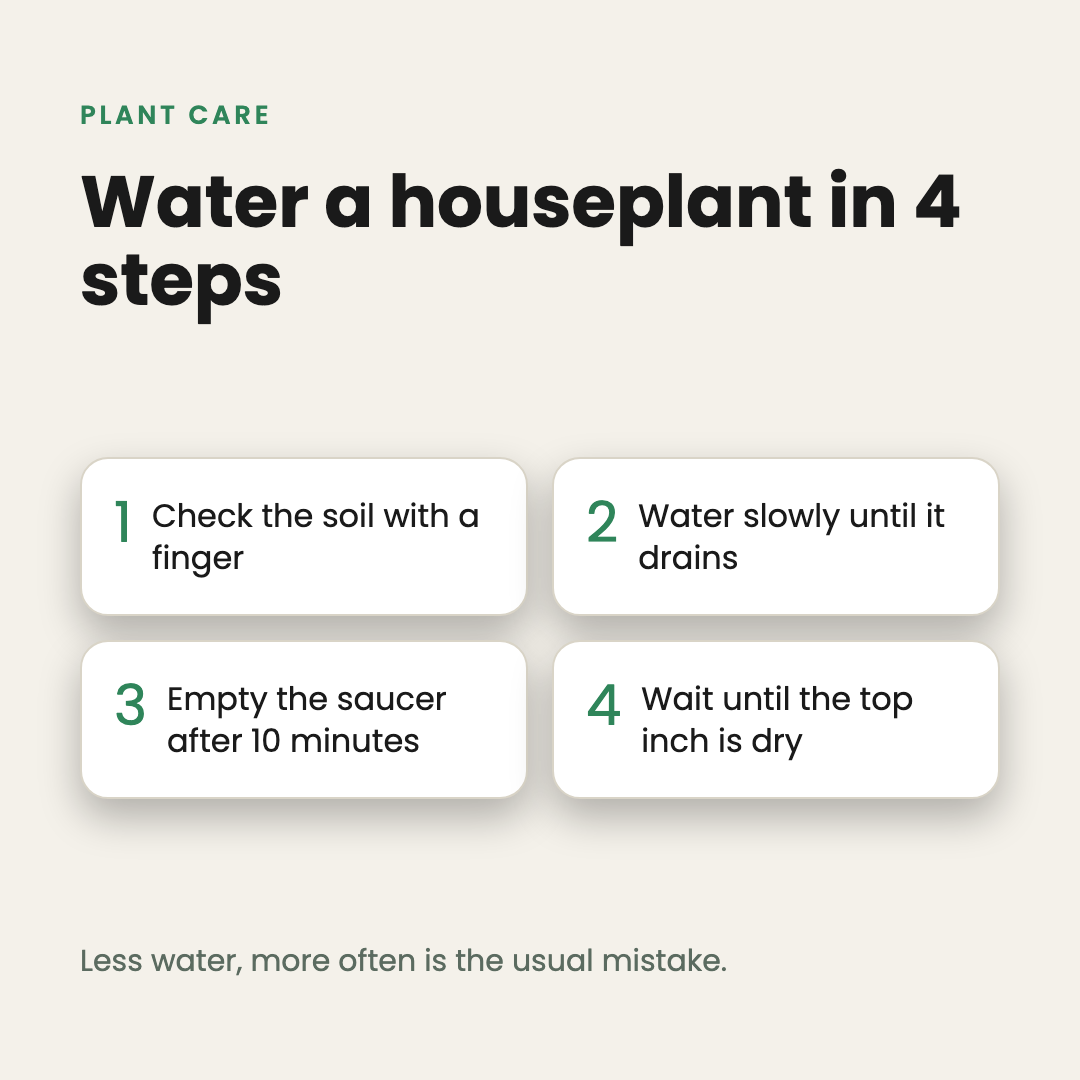 PLANT CARE
Water a houseplant in 4
steps
1 Check the soil with a
finger
2 Water slowly until it
drains
3 Empty the saucer
after 10 minutes
4 Wait until the top
inch is dry
Less water, more often is the usual mistake.